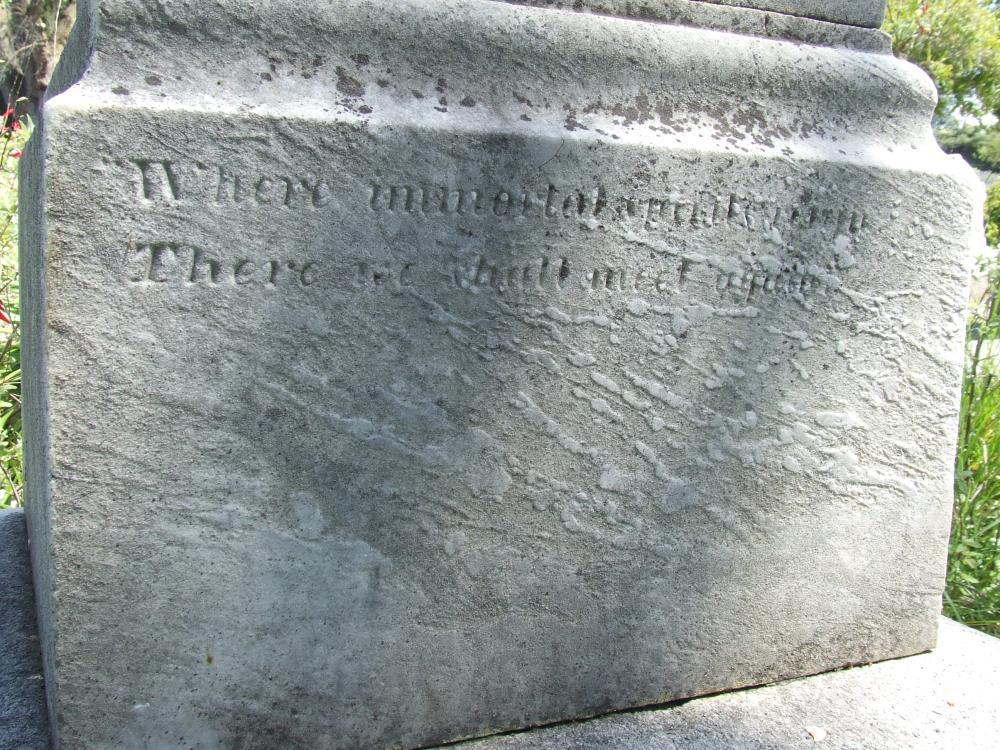 "Where immortal spirits reign
There we shall meet again